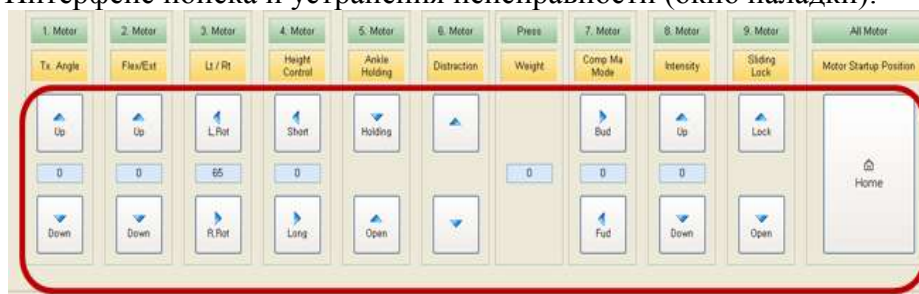 Интерфейс поиска и устранения неисправности (окно наладки):
1. Motor 2. Motor 3. Motor 4. Motor 5. Motor 6. Motor Press 7. Motor 8. Motor 9. Motor All Motor
Tx. Angle Flex/Ext Lt / Rt Height Control Ankle Holding Distraction Weight Comp Ma Mode Intensity Sliding Lock Motor Startup Position
Up Up L.Rot Short Holding Bud Up Lock
0 0 65 0 0 0 0
Home
Down Down R.Rot Long Open Fud Down Open